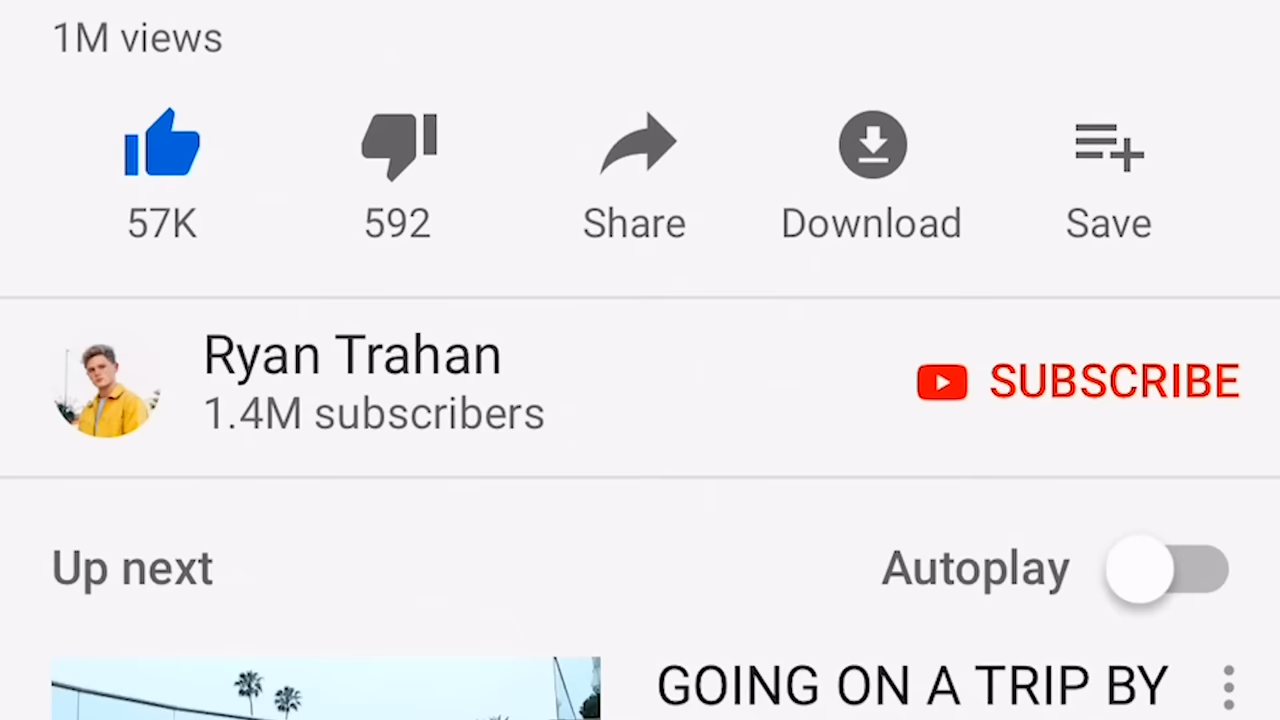 1M views
57K
592
Share
Download
Save
Ryan Trahan
1.4M subscribers
SUBSCRIBE
Up next
Autoplay
GOING ON A TRIP BY